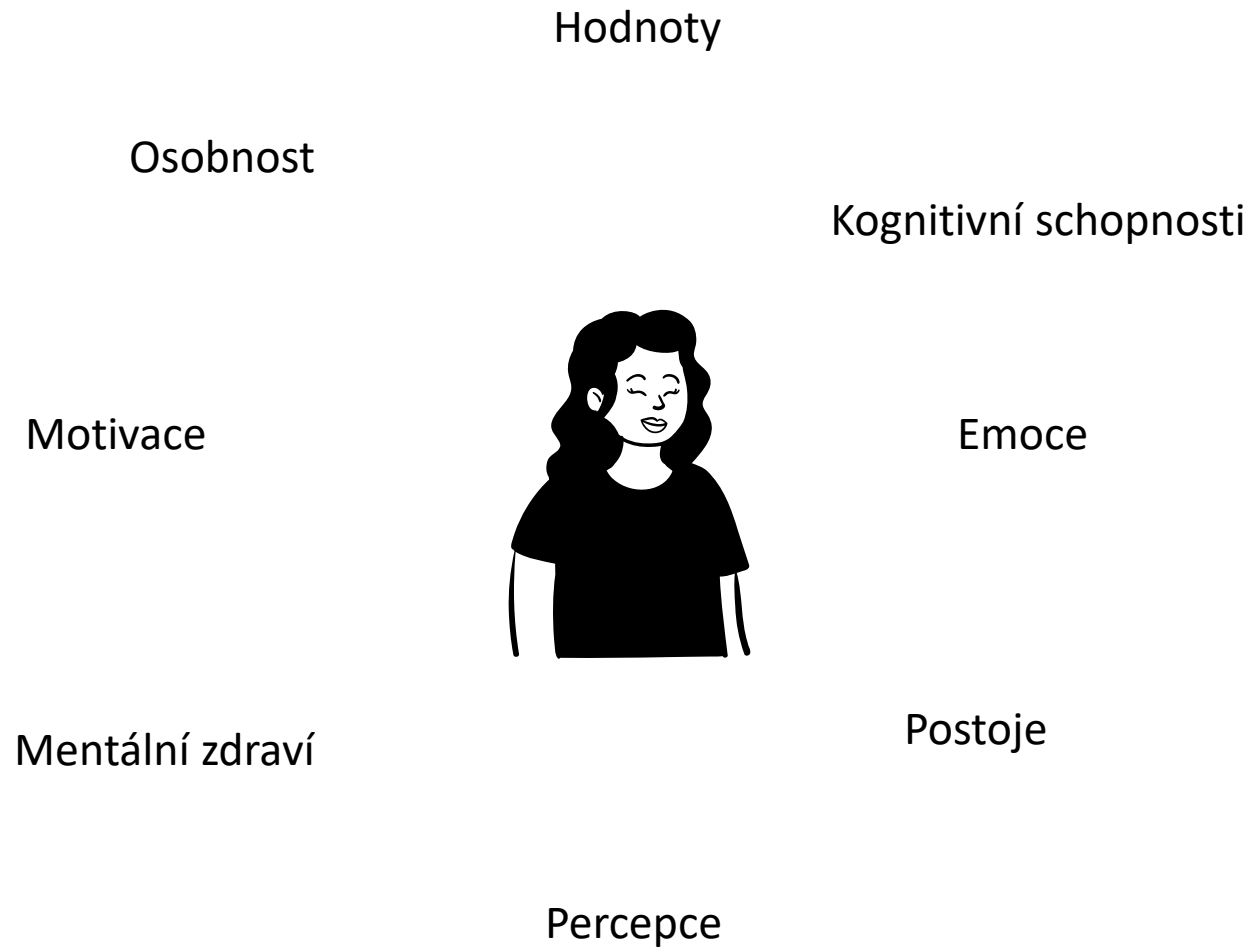 Hodnoty
Osobnost
Kognitivní schopnosti
Motivace
Emoce
Postoje
Mentální zdraví
Percepce